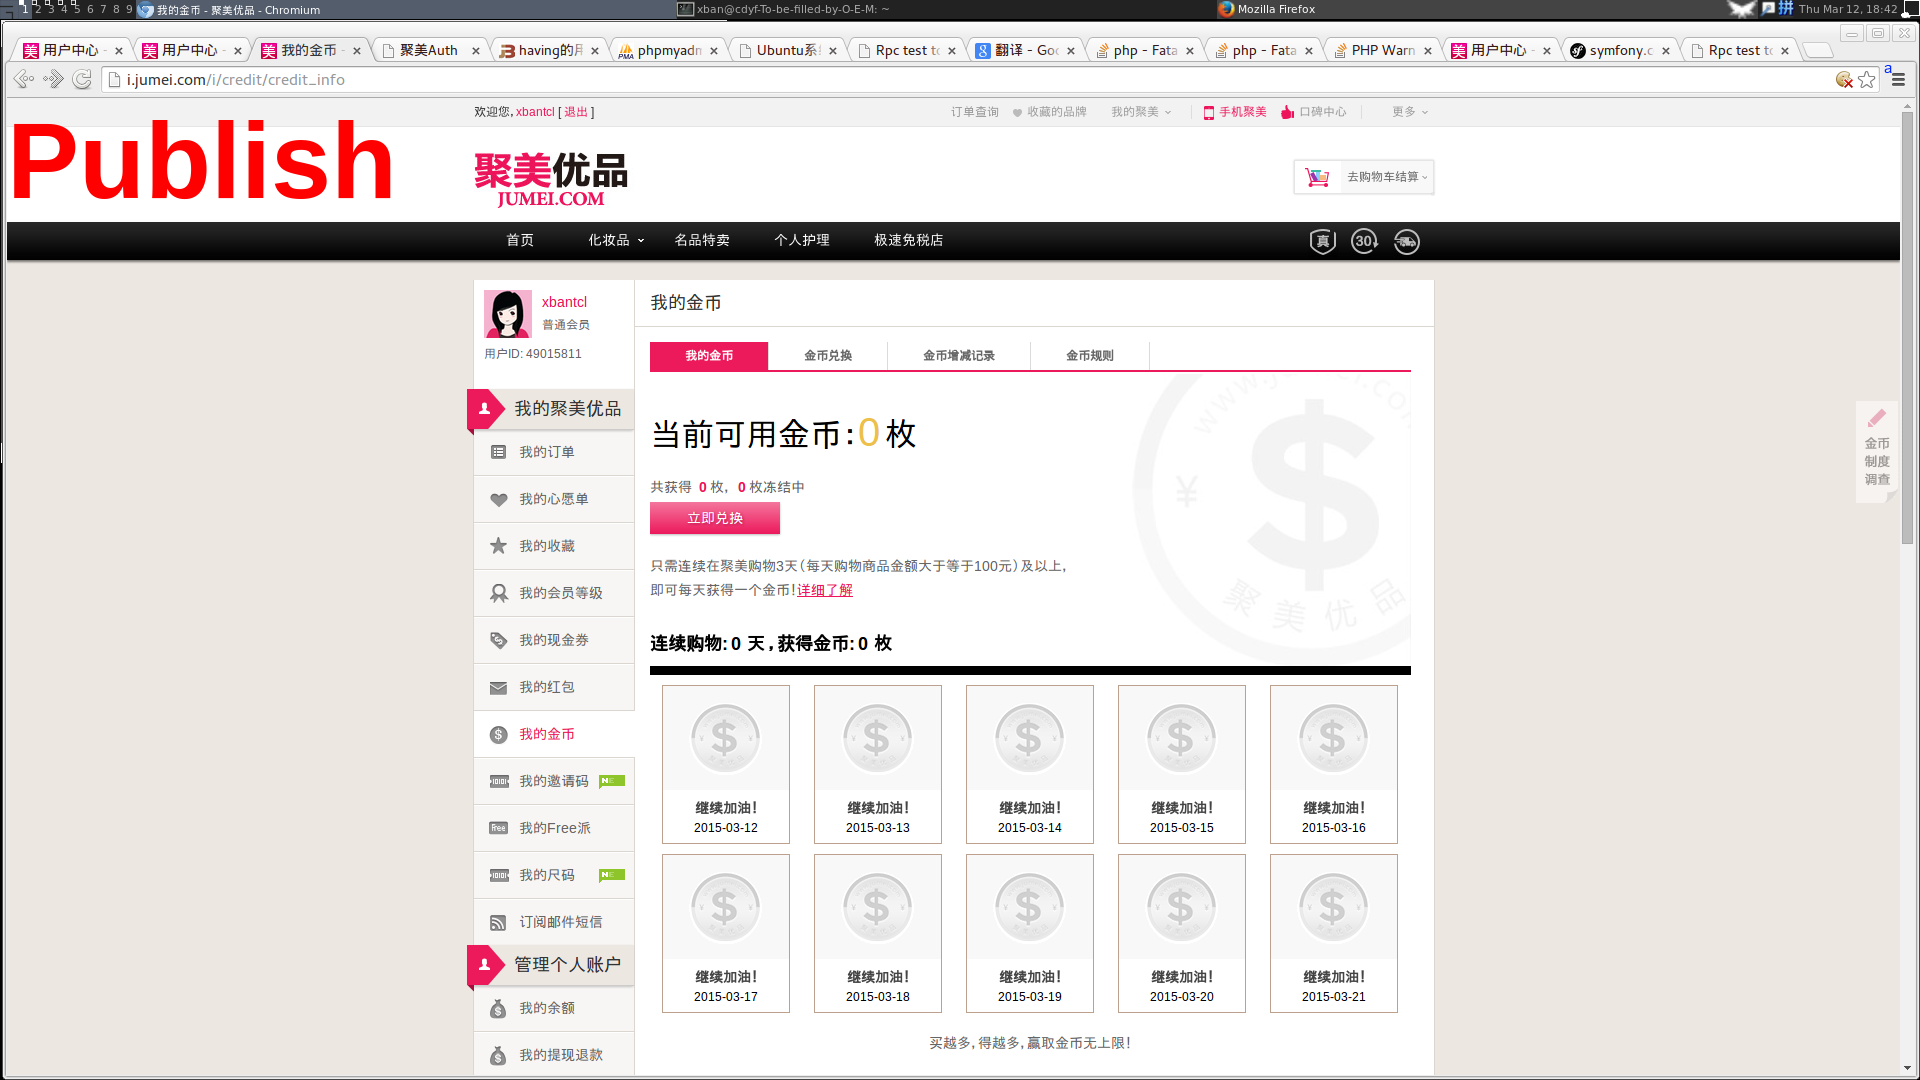 1 2 3 4 5 6 7 8 9 我的金币 - 聚美优品 - Chromium xban@cdyf-To-be-filled-by-O-E-M: ~ Mozilla Firefox 拼 Thu Mar 12, 18:42
用户中心 - 用户中心 - 我的金币 - 聚美Auth having的用 phpmyadm Ubuntu系 Rpc test to 翻译 - Goo php - Fata php - Fata PHP Warn 用户中心 - symfony.c Rpc test to
i.jumei.com/i/credit/credit_info
欢迎您, xbantcl [ 退出 ] 订单查询 收藏的品牌 我的聚美 手机聚美 口碑中心 更多
Publish
聚美优品
JUMEI.COM
去购物车结算
首页 化妆品 名品特卖 个人护理 极速免税店 真 30
xbantcl
普通会员
用户ID: 49015811
我的聚美优品
我的订单
我的心愿单
我的收藏
我的会员等级
我的现金券
我的红包
我的金币
我的邀请码
我的Free派
我的尺码
订阅邮件短信
管理个人账户
我的余额
我的提现退款
我的金币
我的金币 金币兑换 金币增减记录 金币规则
当前可用金币:0枚
共获得 0 枚, 0 枚冻结中
立即兑换
只需连续在聚美购物3天(每天购物商品金额大于等于100元)及以上,
即可每天获得一个金币!详细了解
www.jumei.com
聚美优品
连续购物: 0 天 , 获得金币: 0 枚
继续加油! 继续加油! 继续加油! 继续加油! 继续加油!
2015-03-12 2015-03-13 2015-03-14 2015-03-15 2015-03-16
继续加油! 继续加油! 继续加油! 继续加油! 继续加油!
2015-03-17 2015-03-18 2015-03-19 2015-03-20 2015-03-21
买越多, 得越多, 赢取金币无上限!
金币
制度
调查